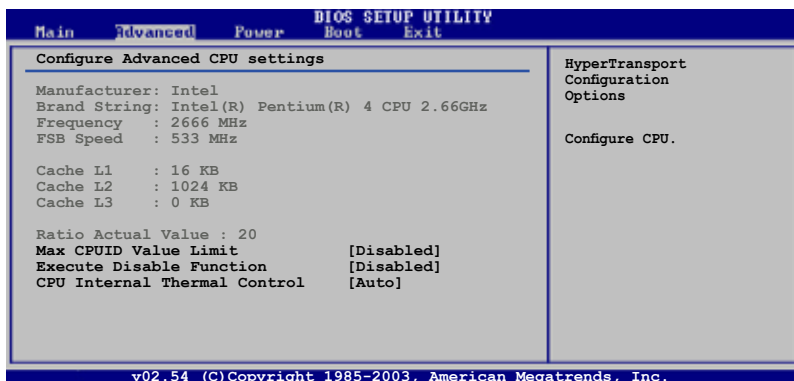 BIOS SETUP UTILITY
Main Advanced Power Boot Exit
Configure Advanced CPU settings
Manufacturer: Intel
Brand String: Intel(R) Pentium(R) 4 CPU 2.66GHz
Frequency : 2666 MHz
FSB Speed : 533 MHz
Cache L1 : 16 KB
Cache L2 : 1024 KB
Cache L3 : 0 KB
Ratio Actual Value : 20
Max CPUID Value Limit [Disabled]
Execute Disable Function [Disabled]
CPU Internal Thermal Control [Auto]
HyperTransport
Configuration
Options
Configure CPU.
v02.54 (C)Copyright 1985-2003, American Megatrends, Inc.